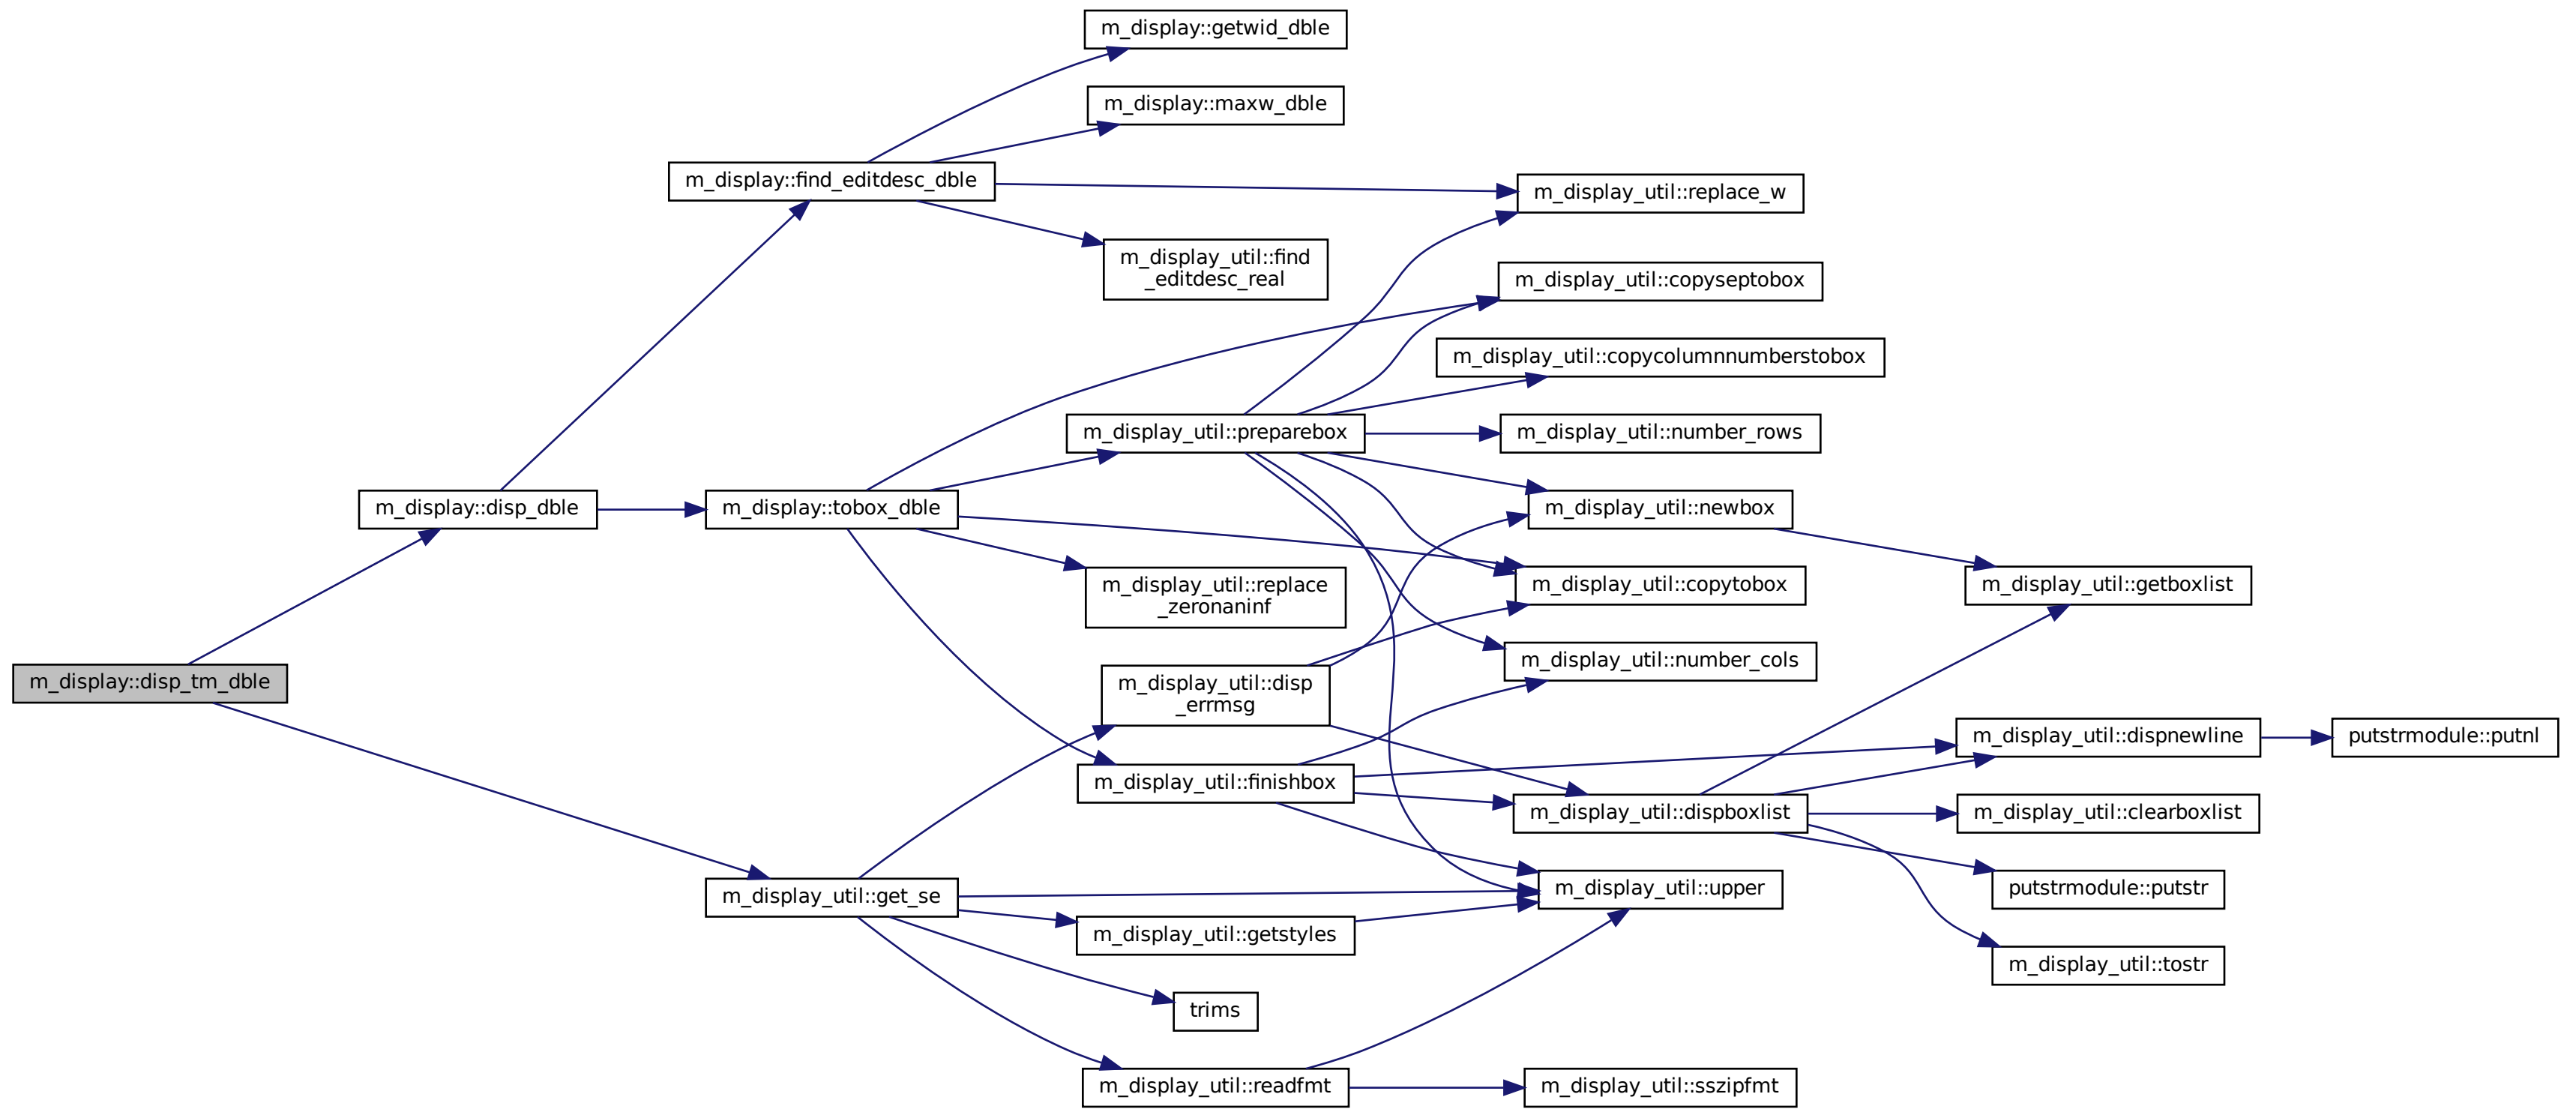 m_display::getwid_dble
m_display::maxw_dble
m_display::find_editdesc_dble
m_display_util::replace_w
m_display_util::find
_editdesc_real
m_display_util::copyseptobox
m_display_util::copycolumnnumberstobox
m_display_util::preparebox
m_display_util::number_rows
m_display::disp_dble
m_display::tobox_dble
m_display_util::newbox
m_display_util::replace
_zeronaninf
m_display_util::copytobox
m_display_util::getboxlist
m_display::disp_tm_dble
m_display_util::disp
_errmsg
m_display_util::number_cols
m_display_util::dispnewline
putstrmodule::putnl
m_display_util::finishbox
m_display_util::dispboxlist
m_display_util::clearboxlist
m_display_util::get_se
m_display_util::upper
putstrmodule::putstr
m_display_util::getstyles
m_display_util::tostr
trims
m_display_util::readfmt
m_display_util::sszipfmt